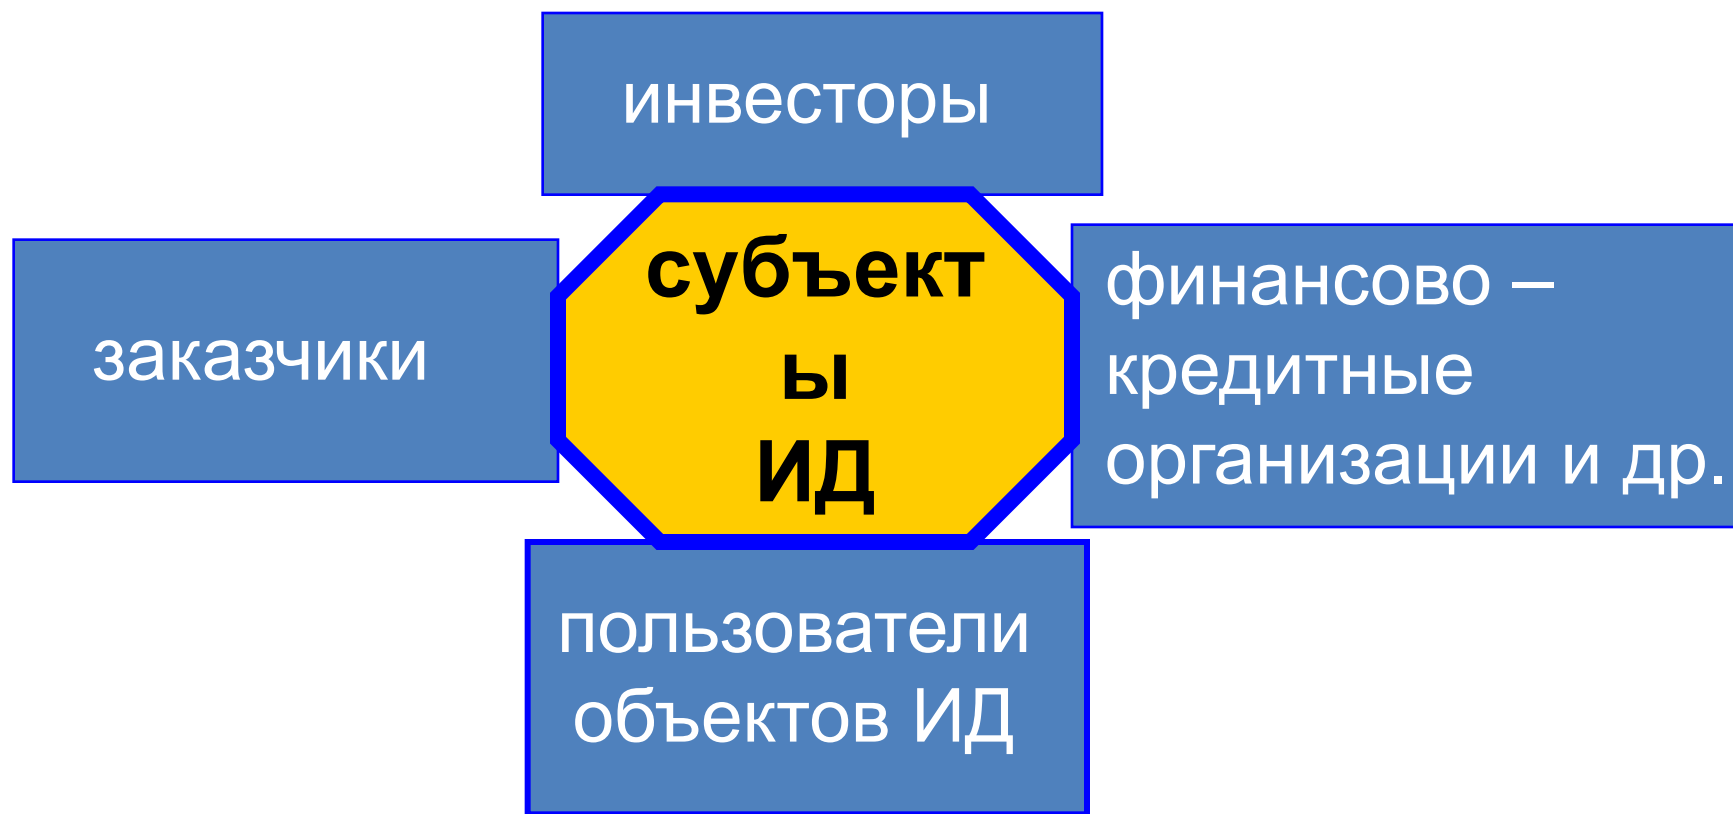 инвесторы
заказчики
субъект
ы
ИД
финансово –
кредитные
организации и др.
пользователи
объектов ИД